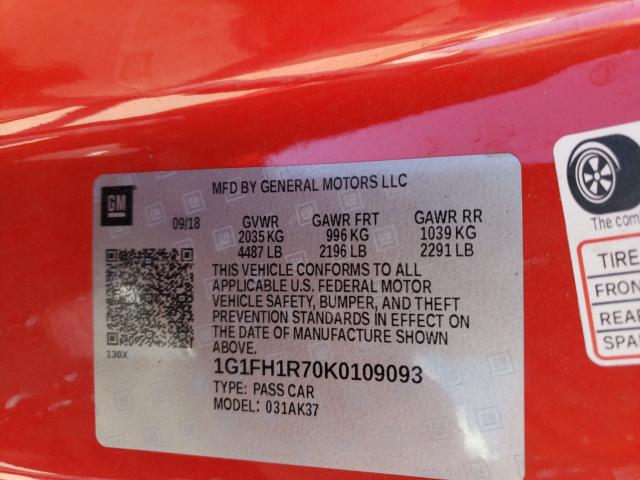 GM
MFD BY GENERAL MOTORS LLC
09/18 GVWR GAWR FRT GAWR RR
2035 KG 996 KG 1039 KG
4487 LB 2196 LB 2291 LB
THIS VEHICLE CONFORMS TO ALL
APPLICABLE U.S. FEDERAL MOTOR
VEHICLE SAFETY, BUMPER, AND THEFT
PREVENTION STANDARDS IN EFFECT ON
THE DATE OF MANUFACTURE SHOWN
ABOVE.
130X
1G1FH1R70K0109093
TYPE: PASS CAR
MODEL: 031AK37
The com
TIRE
FRON
REAR
SPA